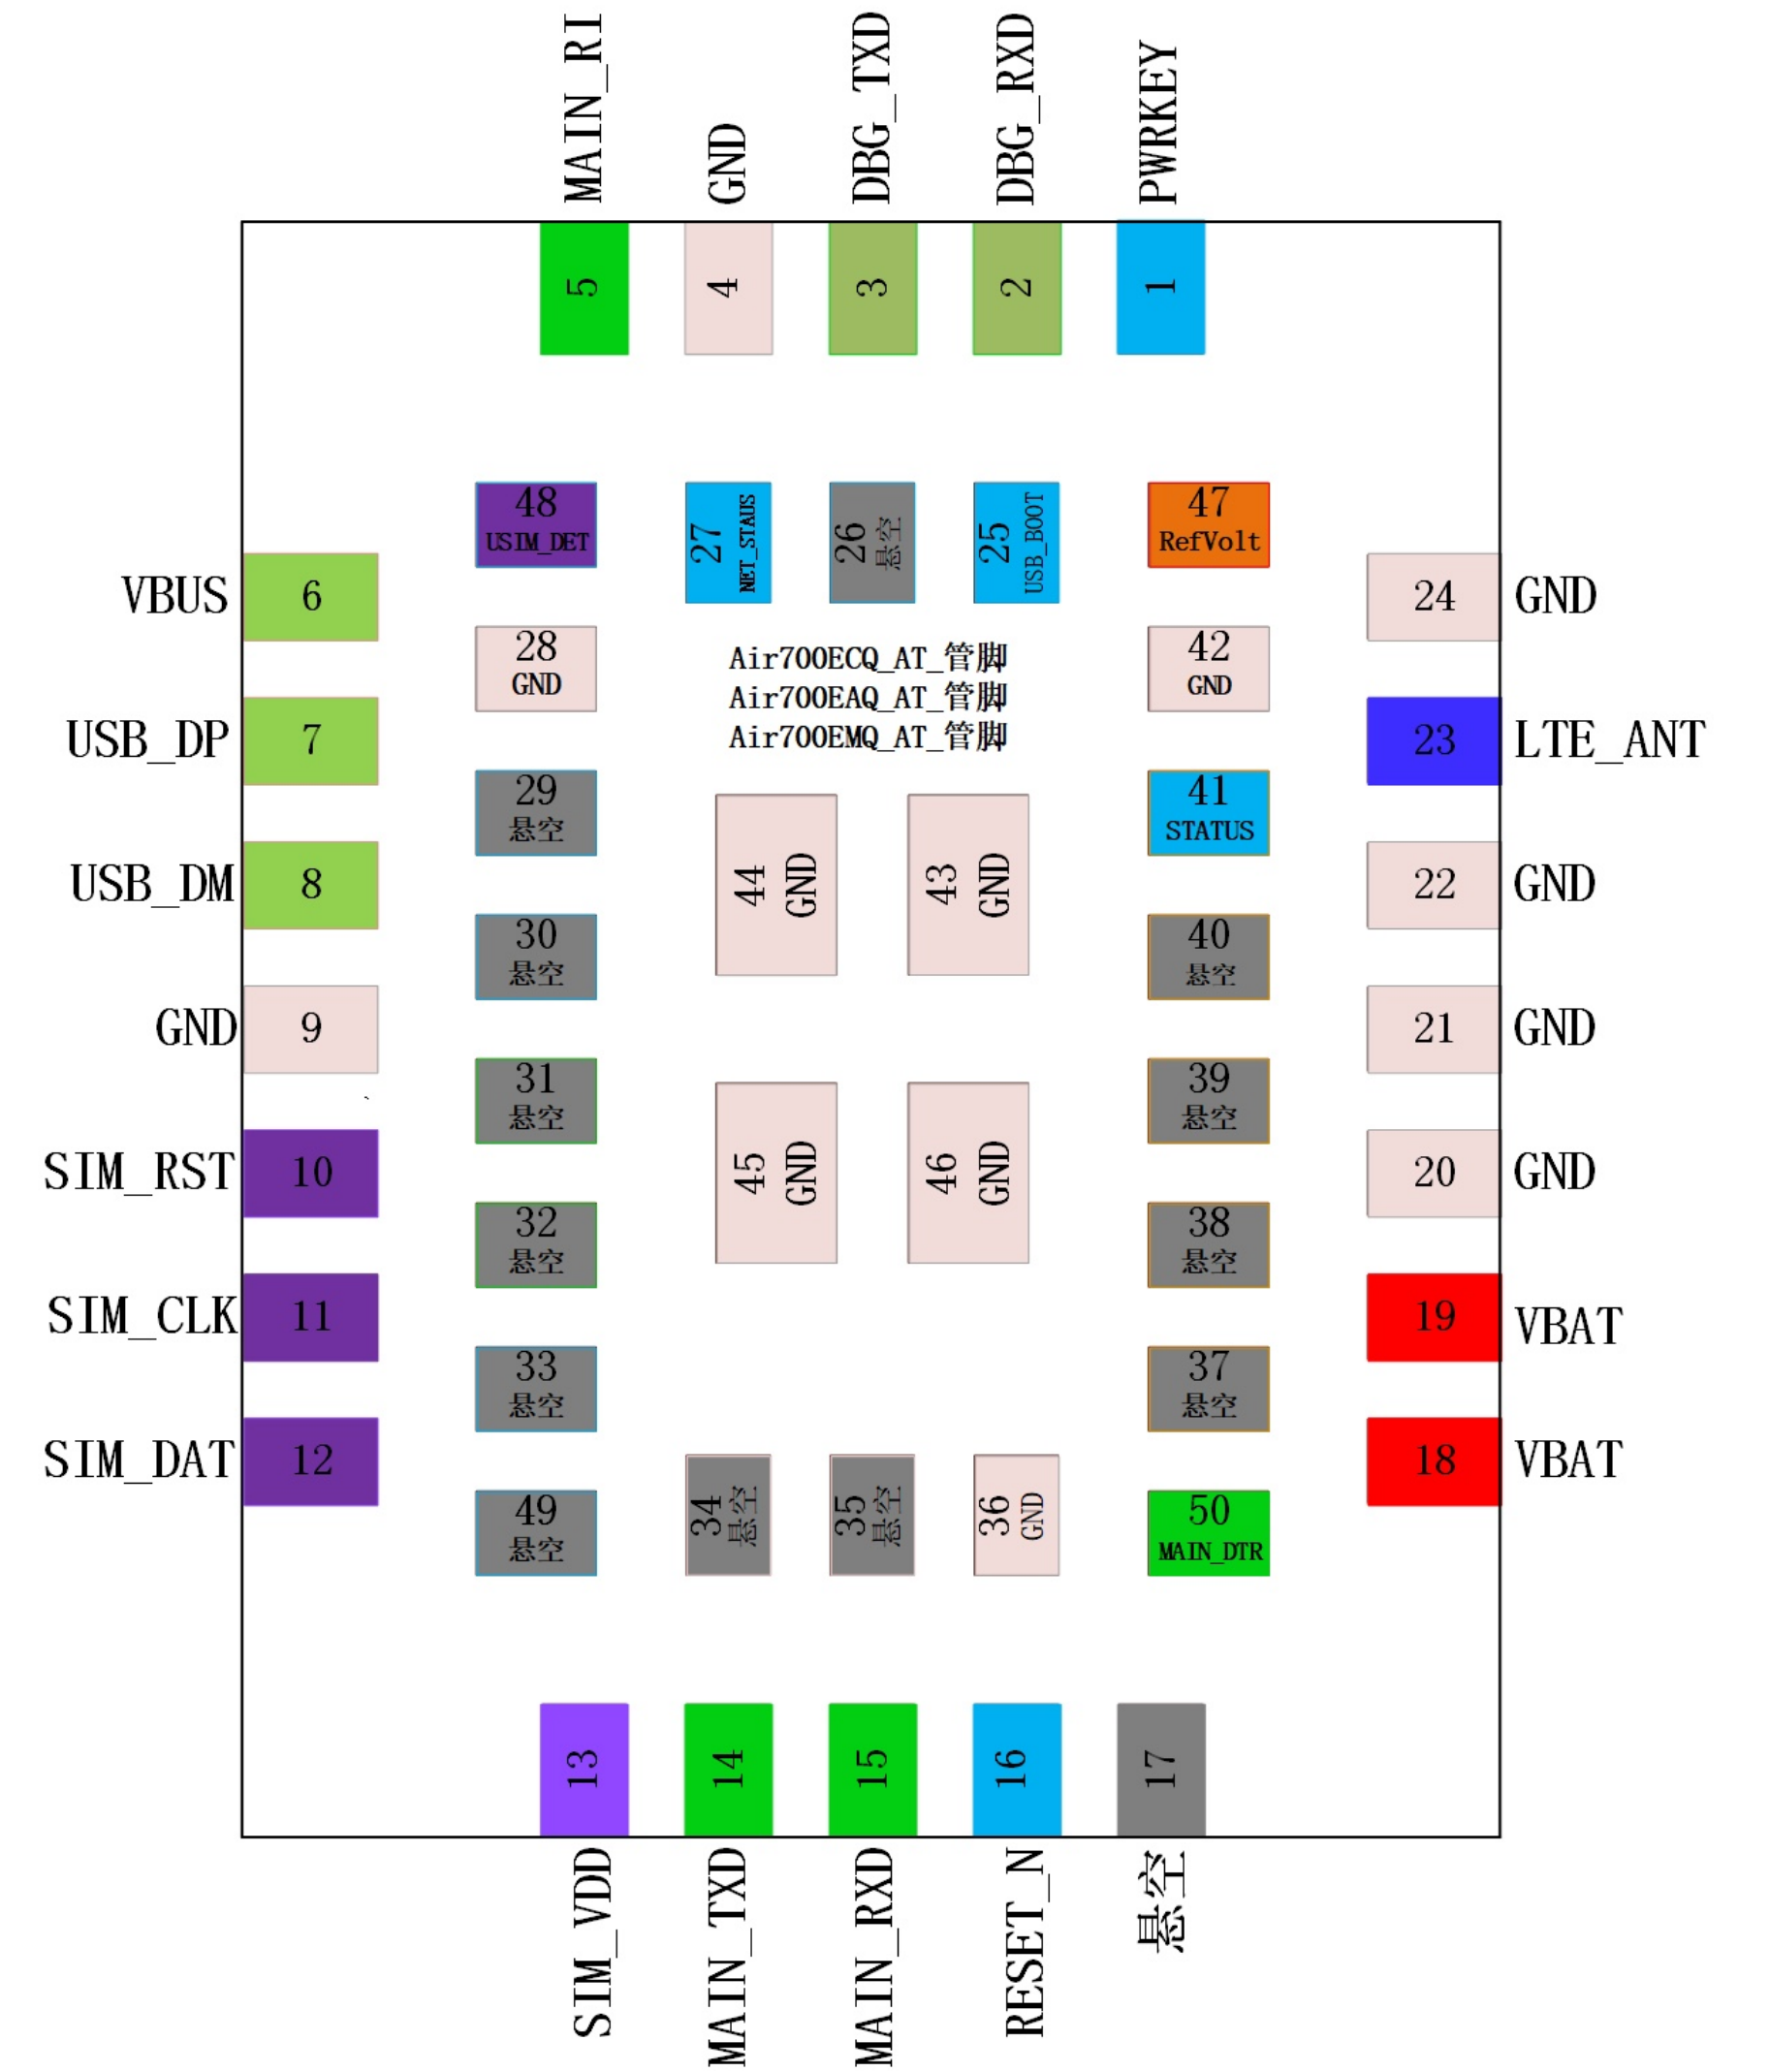 MAIN_RI
GND
DBG_TXD
DBG_RXD
PWRKEY
5
4
3
2
1
48
USIM_DET
27
NET_STAUS
26
悬空
25
USB_BOOT
47
RefVolt
VBUS
6
24
GND
28
GND
Air700ECQ_AT_管脚
Air700EAQ_AT_管脚
Air700EMQ_AT_管脚
42
GND
USB_DP
7
23
LTE_ANT
29
悬空
41
STATUS
USB_DM
8
44
GND
43
GND
22
GND
30
悬空
40
悬空
GND
9
21
GND
31
悬空
39
悬空
SIM_RST
10
45
GND
46
GND
20
GND
32
悬空
38
悬空
SIM_CLK
11
19
VBAT
33
悬空
37
悬空
SIM_DAT
12
18
VBAT
49
悬空
34
悬空
35
悬空
36
GND
50
MAIN_DTR
13
14
15
16
17
SIM_VDD
MAIN_TXD
MAIN_RXD
RESET_N
悬空